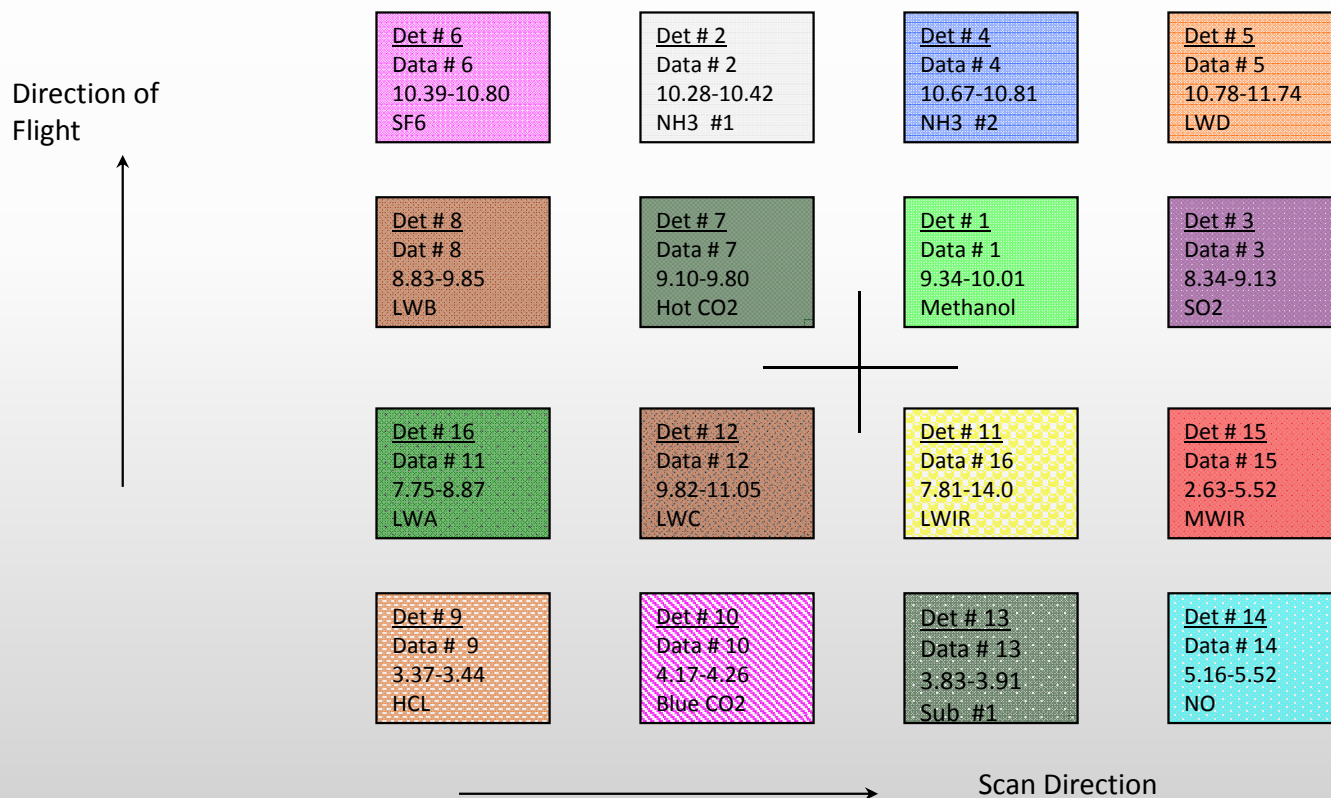 Direction of
Flight
Det # 6
Data # 6
10.39-10.80
SF6
Det # 2
Data # 2
10.28-10.42
NH3  #1
Det # 4
Data # 4
10.67-10.81
NH3  #2
Det # 5
Data # 5
10.78-11.74
LWD
Det # 8
Dat # 8
8.83-9.85
LWB
Det # 7
Data # 7
9.10-9.80
Hot CO2
Det # 1
Data # 1
9.34-10.01
Methanol
Det # 3
Data # 3
8.34-9.13
SO2
Det # 16
Data # 11
7.75-8.87
LWA
Det # 12
Data # 12
9.82-11.05
LWC
Det # 11
Data # 16
7.81-14.0
LWIR
Det # 15
Data # 15
2.63-5.52
MWIR
Det # 9
Data #  9
3.37-3.44
HCL
Det # 10
Data # 10
4.17-4.26
Blue CO2
Det # 13
Data # 13
3.83-3.91
Sub  #1
Det # 14
Data # 14
5.16-5.52
NO
Scan Direction